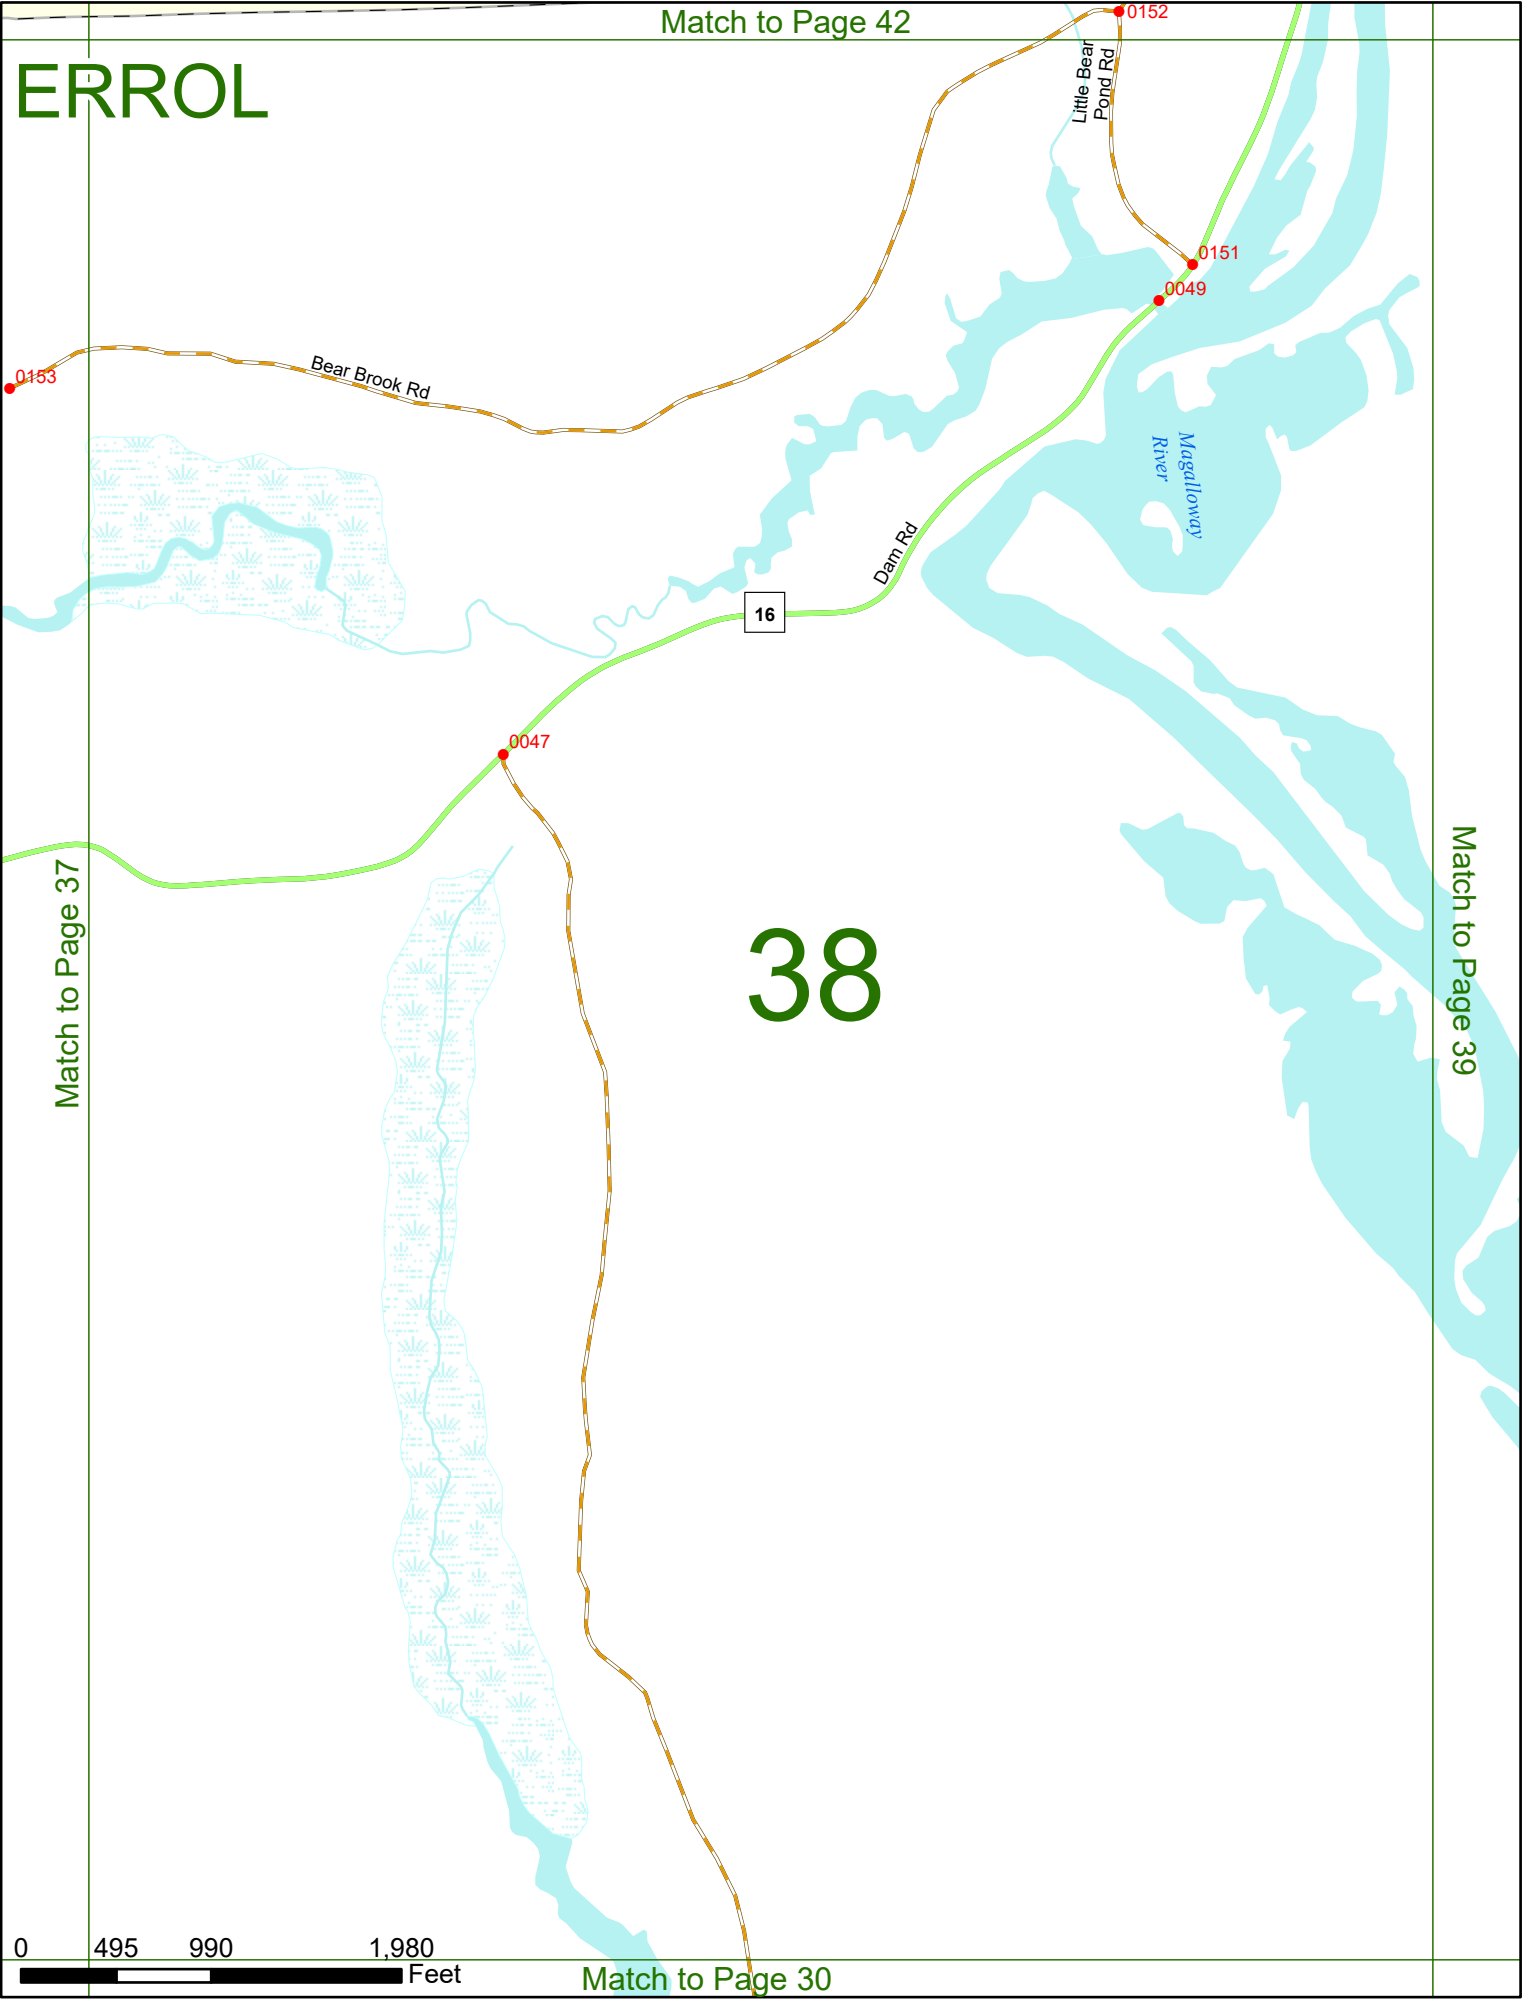 Match to Page 42
0152
ERROL
Little Bear
Pond Rd
0151
0049
0153
Bear Brook Rd
Magalloway
River
Dam Rd
16
0047
Match to Page 37
38
Match to Page 39
0 495 990 1,980
Feet
Match to Page 30